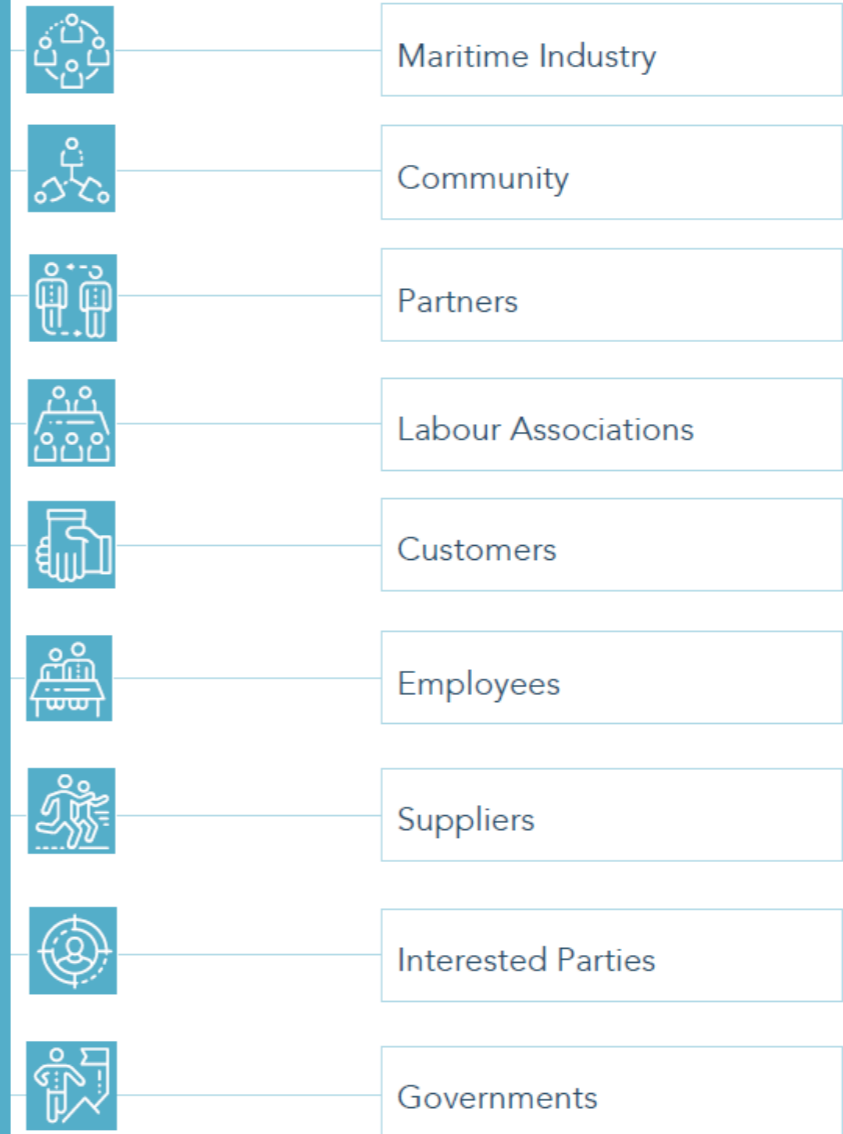 Maritime Industry
Community
Partners
Labour Associations
Customers
Employees
Suppliers
Interested Parties
Governments